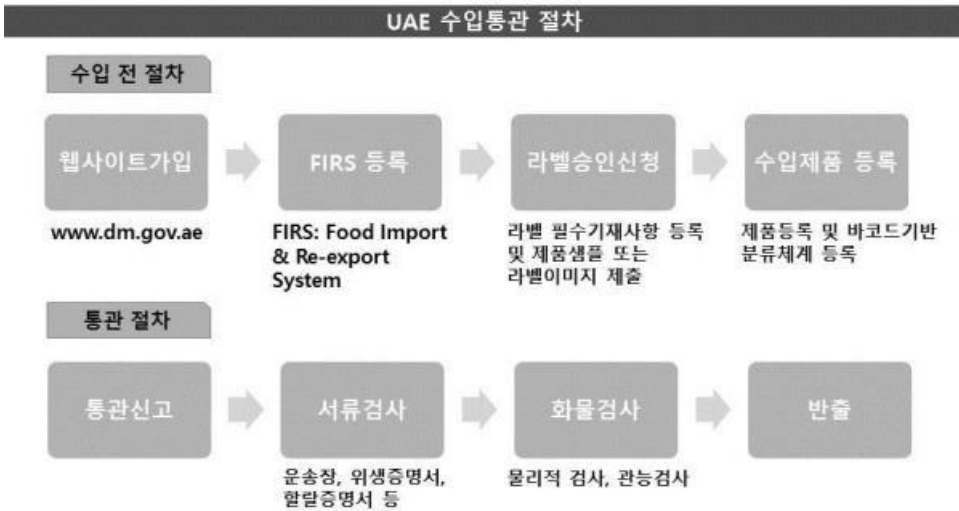 UAE 수입통관 절차
수입 전 절차
웹사이트가입
FIRS 등록
라벨승인신청
수입제품 등록
www.dm.gov.ae
FIRS: Food Import
& Re-export
System
라벨 필수기재사항 등록
및 제품샘플 또는
라벨이미지 제출
제품등록 및 바코드기반
분류체계 등록
통관 절차
통관신고
서류검사
화물검사
반출
운송장, 위생증명서,
할랄증명서 등
물리적 검사, 관능검사